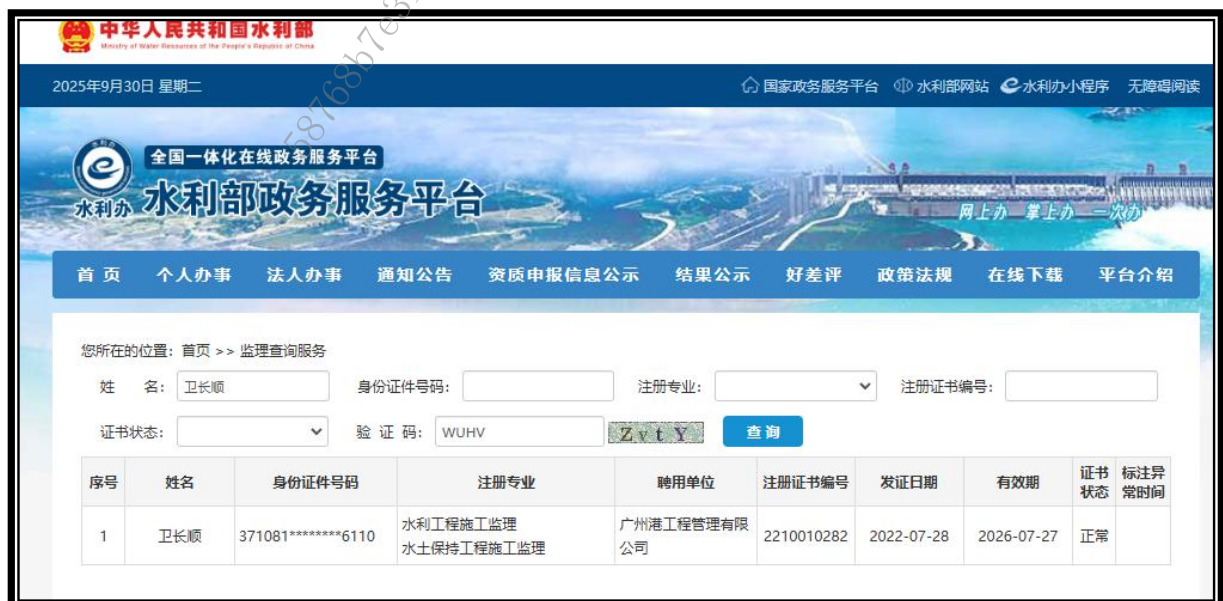 中华人民共和国水利部
Ministry of Water Resources of the People's Republic of China
2025年9月30日 星期二
国家政务服务平台 水利部网站 水利办小程序 无障碍阅读
全国一体化在线政务服务平台
水利办 水利部政务服务平台
网上办 掌上办 一次办
首页 个人办事 法人办事 通知公告 资质申报信息公示 结果公示 好差评 政策法规 在线下载 平台介绍
您所在的位置：首页 >> 监理查询服务
姓 名： 卫长顺 身份证件号码： 注册专业： 注册证书编号：
证书状态： 验 证 码： WUHV ZvtY 查询
序号 姓名 身份证件号码 注册专业 聘用单位 注册证书编号 发证日期 有效期 证书状态 标注异常时间
1 卫长顺 371081********6110 水利工程施工监理 广州港工程管理有限 2210010282 2022-07-28 2026-07-27 正常
水土保持工程施工监理 公司